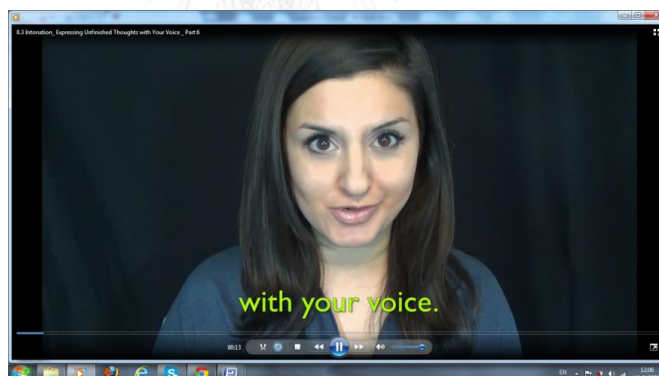 8.3 Intonation_ Expressing Unfinished Thoughts with Your Voice _ Part 6
with your voice.
00:13
EN
12:06